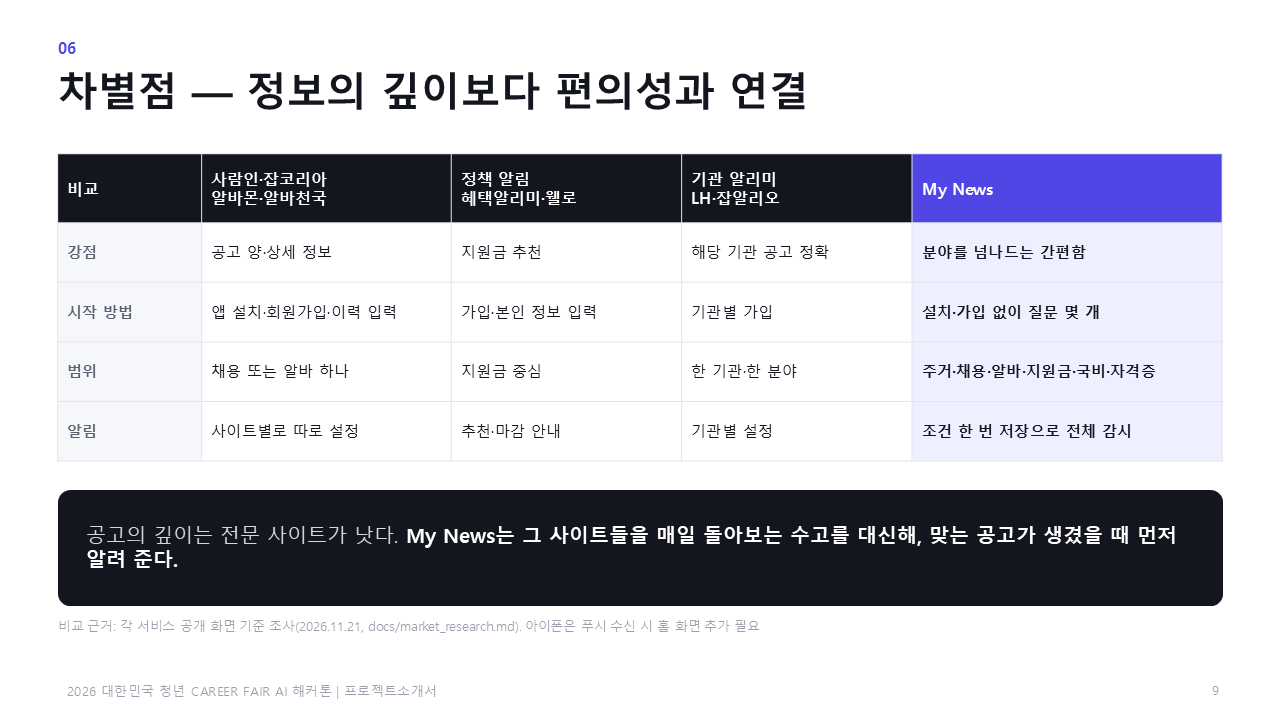 06
차별점 — 정보의 깊이보다 편의성과 연결
비교
사람인·잡코리아
알바몬·알바천국
정책 알림
혜택알리미·웰로
기관 알리미
LH·잡알리오
My News
강점
공고 양·상세 정보
지원금 추천
해당 기관 공고 정확
분야를 넘나드는 간편함
시작 방법
앱 설치·회원가입·이력 입력
가입·본인 정보 입력
기관별 가입
설치·가입 없이 질문 몇 개
범위
채용 또는 알바 하나
지원금 중심
한 기관·한 분야
주거·채용·알바·지원금·국비·자격증
알림
사이트별로 따로 설정
추천·마감 안내
기관별 설정
조건 한 번 저장으로 전체 감시
공고의 깊이는 전문 사이트가 낫다. My News는 그 사이트들을 매일 돌아보는 수고를 대신해, 맞는 공고가 생겼을 때 먼저
알려 준다.
비교 근거: 각 서비스 공개 화면 기준 조사(2026.11.21, docs/market_research.md). 아이폰은 푸시 수신 시 홈 화면 추가 필요
2026 대한민국 청년 CAREER FAIR AI 해커톤 | 프로젝트소개서
9